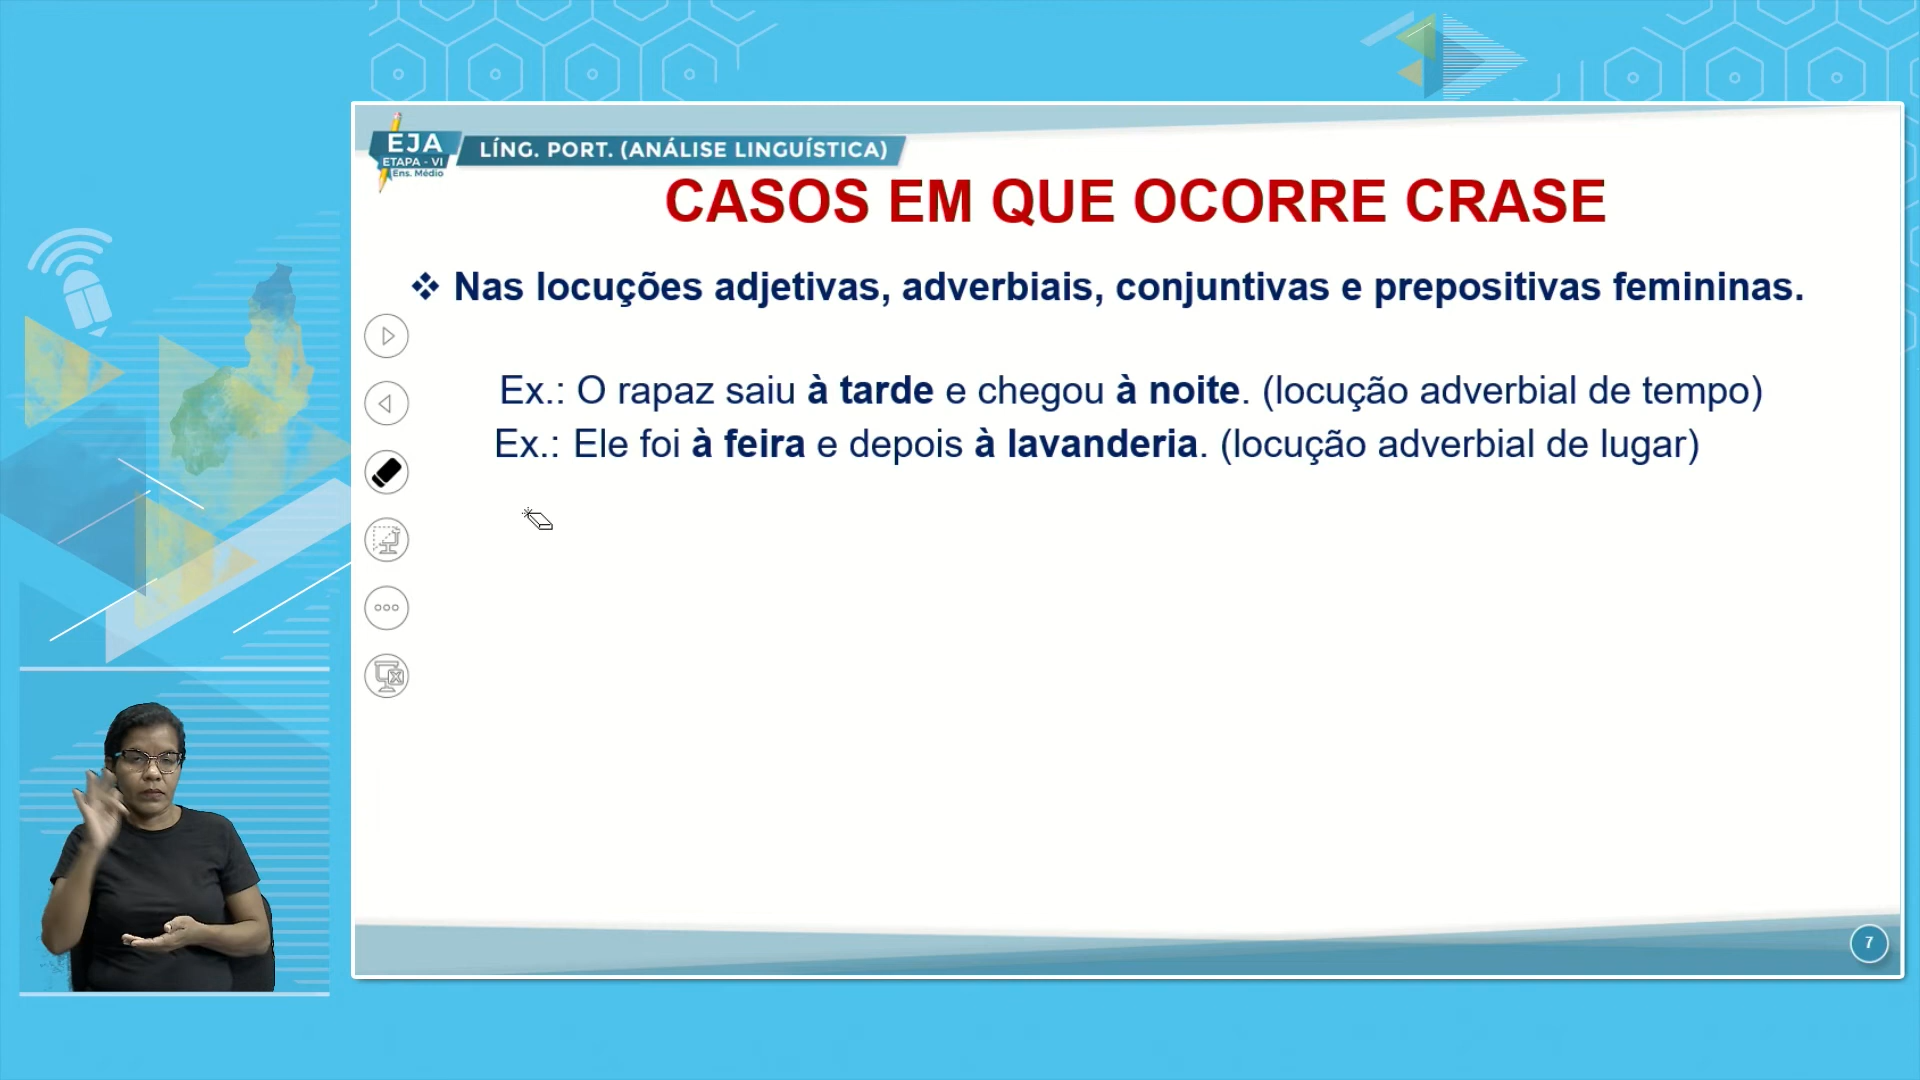 EJA
ETAPA - VI
Ens. Médio
LÍNG. PORT. (ANÁLISE LINGUÍSTICA)
CASOS EM QUE OCORRE CRASE
❖ Nas locuções adjetivas, adverbiais, conjuntivas e prepositivas femininas.
Ex.: O rapaz saiu à tarde e chegou à noite. (locução adverbial de tempo)
Ex.: Ele foi à feira e depois à lavanderia. (locução adverbial de lugar)
7